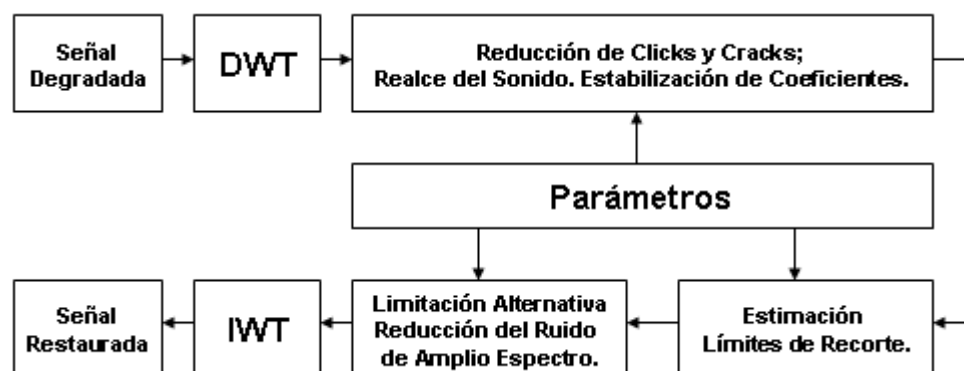 Señal
Degradada
DWT
Reducción de Clicks y Cracks;
Realce del Sonido. Estabilización de Coeficientes.
Parámetros
Señal
Restaurada
IWT
Limitación Alternativa
Reducción del Ruido
de Amplio Espectro.
Estimación
Límites de Recorte.